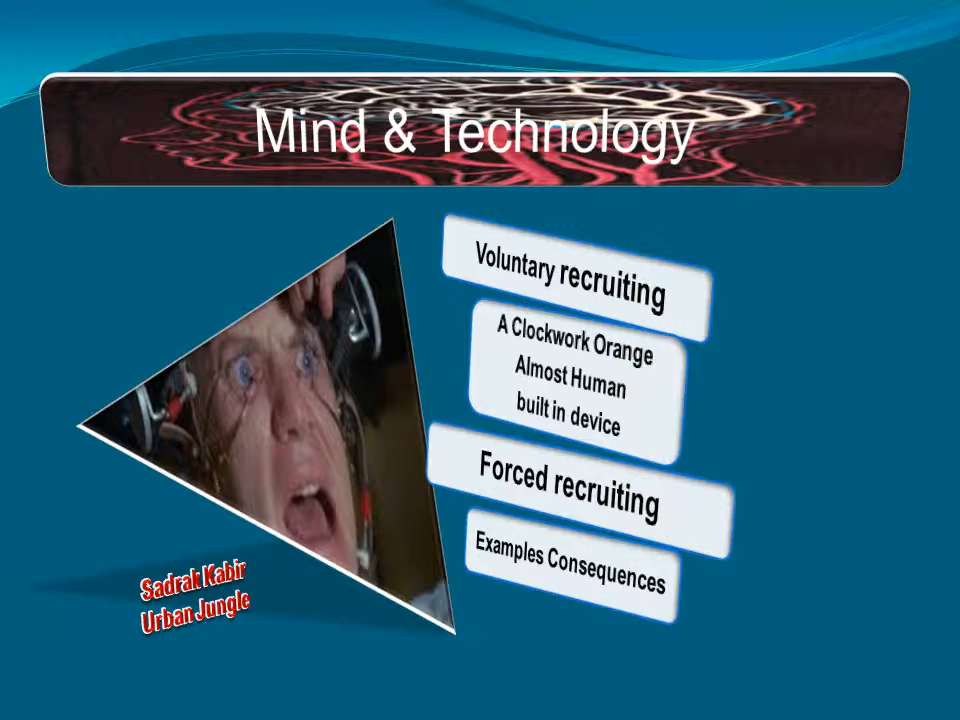 Mind & Technology
Voluntary recruiting
A Clockwork Orange
Almost Human
built in device
Forced recruiting
Examples Consequences
Sadrak Kabir
Urban Jungle